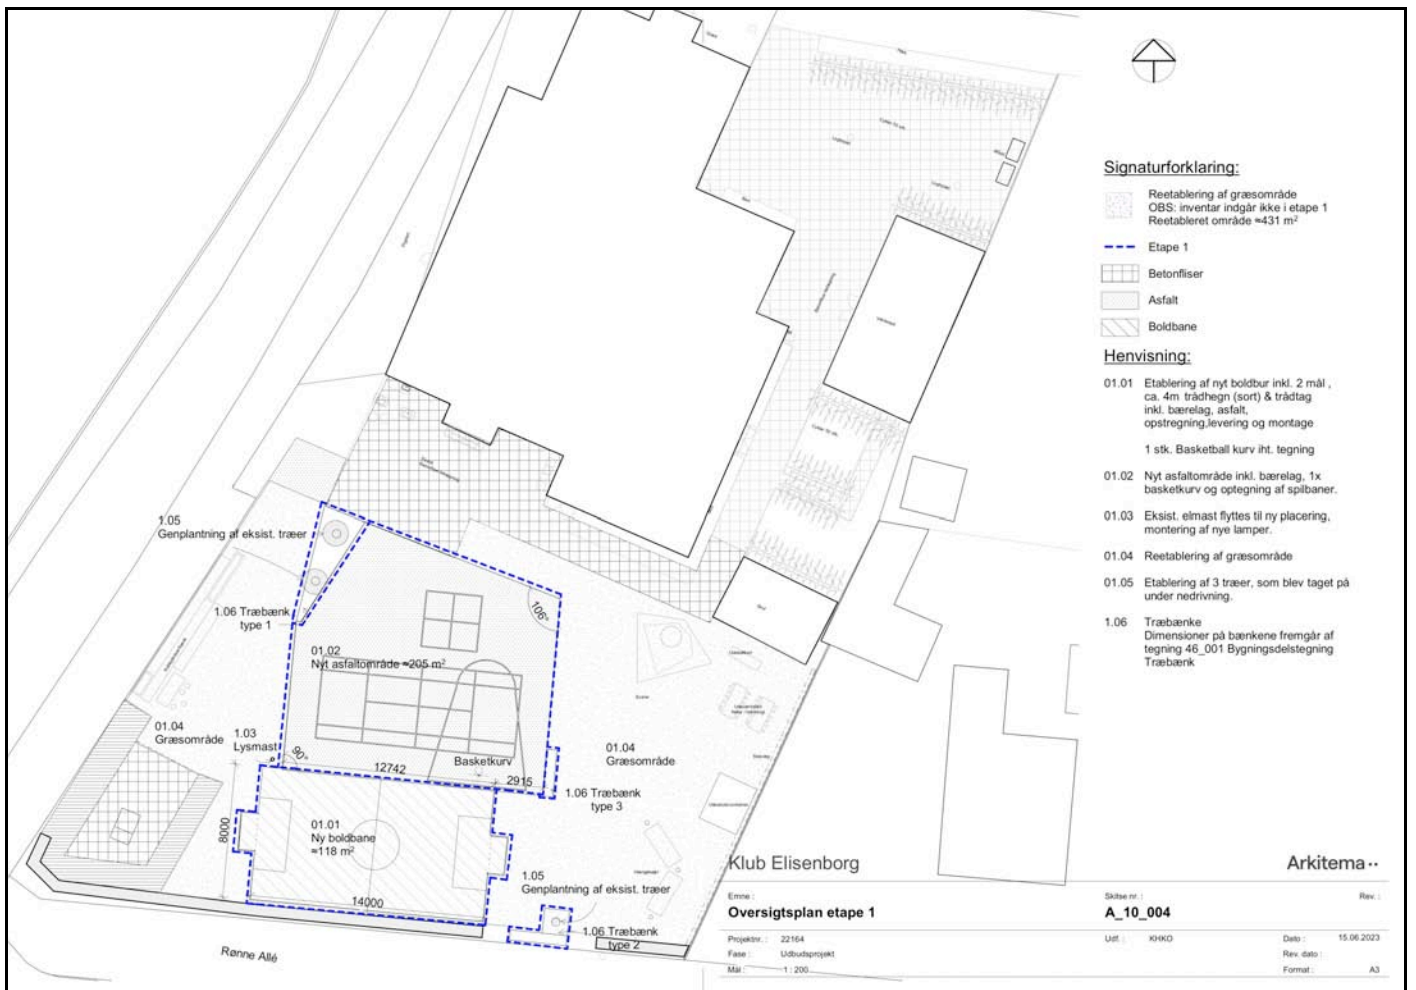 Signaturforklaring:
Reetablering af græsområde
OBS: inventar indgår ikke i etape 1
Reetableret område ≈431 m²
Etape 1
Betonfliser
Asfalt
Boldbane
Henvisning:
01.01 Etablering af nyt boldbur inkl. 2 mål ,
ca. 4m trådhegn (sort) & trådtag
inkl. bærelag, asfalt,
opstregning,levering og montage
1 stk. Basketball kurv iht. tegning
01.02 Nyt asfaltområde inkl. bærelag, 1x
basketkurv og optegning af spilbaner.
01.03 Eksist. elmast flyttes til ny placering,
montering af nye lamper.
01.04 Reetablering af græsområde
01.05 Etablering af 3 træer, som blev taget på
under nedrivning.
1.06 Træbænke
Dimensioner på bænkene fremgår af
tegning 46_001 Bygningsdelstegning
Træbænk
1.05
Genplantning af eksist. træer
1.06 Træbænk
type 1
106°
01.02
Nyt asfaltområde ≈205 m²
01.04
Græsområde
1.03
Lysmast
90°
12742
Basketkurv
2915
01.04
Græsområde
1.06 Træbænk
type 3
8000
01.01
Ny boldbane
≈118 m²
14000
1.05
Genplantning af eksist. træer
1.06 Træbænk
type 2
Rønne Allé
Scene
Skur
Klub Elisenborg
Arkitema
Emne :
Oversigtsplan etape 1
Skitse nr. :
A_10_004
Rev. :
Projektnr. : 22164
Udf. : KHKO
Dato : 15.06.2023
Fase : Udbudsprojekt
Rev. dato :
Mål : 1 : 200
Format : A3